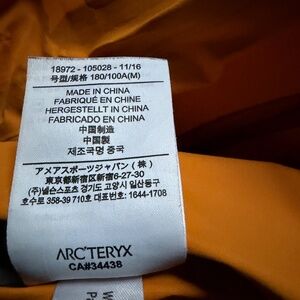 18972 - 105028 - 11/16
号型/规格 180/100A(M)
MADE IN CHINA
FABRIQUÉ EN CHINE
HERGESTELLT IN CHINA
FABRICADO EN CHINA
中国制造
中国製
제조국명 중국
アメアスポーツジャパン（株）
東京都新宿区新宿6-27-30
(주)넬슨스포츠 경기도 고양시 일산동구
호수로 358-39 710호 대표번호: 1644-1708
ARC'TERYX
CA#34438